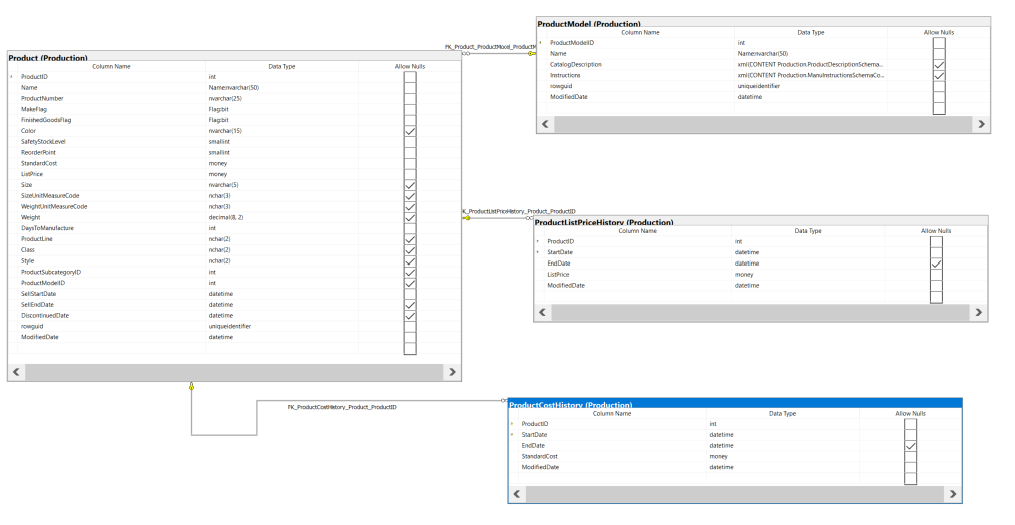 ProductModel (Production)
Column Name Data Type Allow Nulls
ProductModelID int
Name Name:nvarchar(50)
CatalogDescription xml(CONTENT Production.ProductDescriptionSchema...
Instructions xml(CONTENT Production.ManuInstructionsSchemaCo...
rowguid uniqueidentifier
ModifiedDate datetime
FK_Product_ProductModel_ProductM
Product (Production)
Column Name Data Type Allow Nulls
ProductID int
Name Name:nvarchar(50)
ProductNumber nvarchar(25)
MakeFlag Flag:bit
FinishedGoodsFlag Flag:bit
Color nvarchar(15)
SafetyStockLevel smallint
ReorderPoint smallint
StandardCost money
ListPrice money
Size nvarchar(5)
SizeUnitMeasureCode nchar(3)
WeightUnitMeasureCode nchar(3)
Weight decimal(8, 2)
DaysToManufacture int
ProductLine nchar(2)
Class nchar(2)
Style nchar(2)
ProductSubcategoryID int
ProductModelID int
SellStartDate datetime
SellEndDate datetime
DiscontinuedDate datetime
rowguid uniqueidentifier
ModifiedDate datetime
K_ProductListPriceHistory_Product_ProductID
ProductListPriceHistory (Production)
Column Name Data Type Allow Nulls
ProductID int
StartDate datetime
EndDate datetime
ListPrice money
ModifiedDate datetime
FK_ProductCostHistory_Product_ProductID
ProductCostHistory (Production)
Column Name Data Type Allow Nulls
ProductID int
StartDate datetime
EndDate datetime
StandardCost money
ModifiedDate datetime